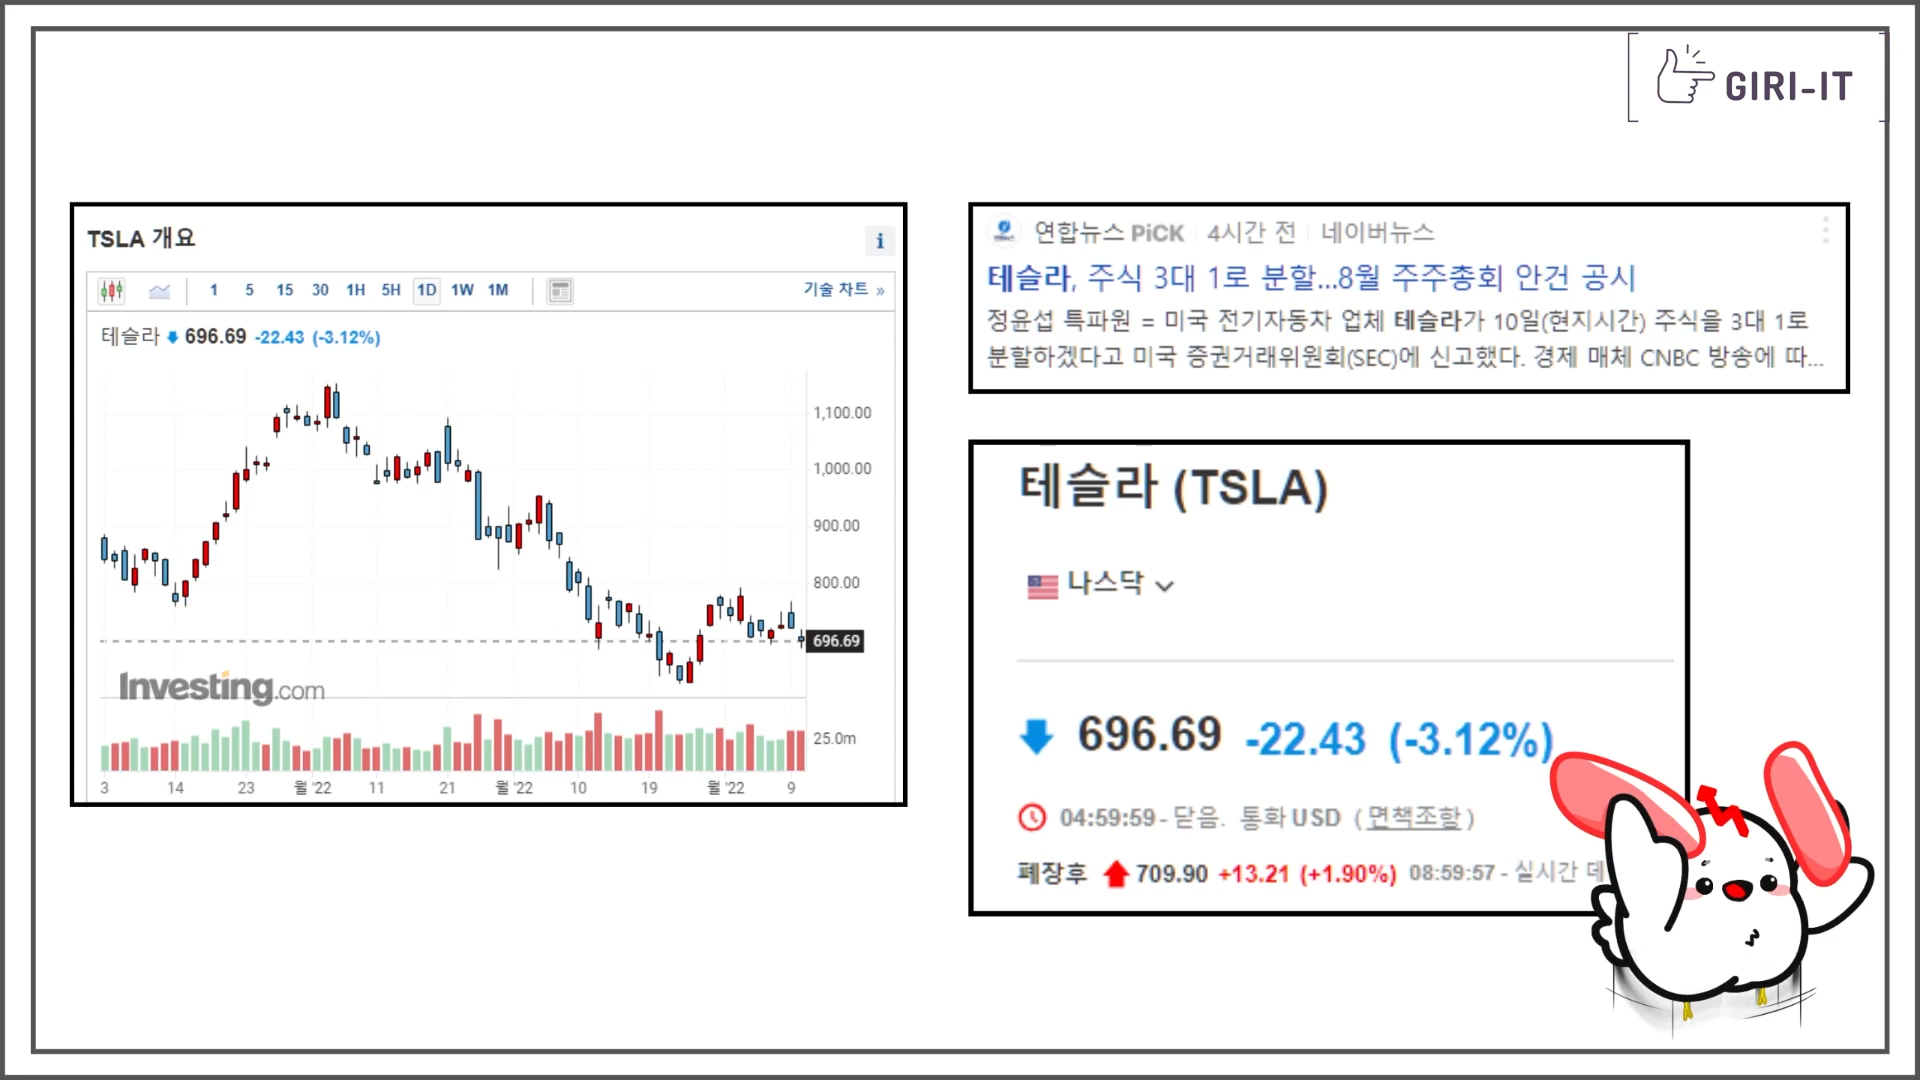 GIRI-IT
TSLA 개요
i
1 5 15 30 1H 5H 1D 1W 1M 기술 차트 »
테슬라 696.69 -22.43 (-3.12%)
1,100.00
1,000.00
900.00
800.00
696.69
Investing.com
25.0m
3 14 23 월 '22 11 21 월 '22 10 19 월 '22 9
연합뉴스 PiCK 4시간 전 네이버뉴스
테슬라, 주식 3대 1로 분할...8월 주주총회 안건 공시
정윤섭 특파원 = 미국 전기자동차 업체 테슬라가 10일(현지시간) 주식을 3대 1로
분할하겠다고 미국 증권거래위원회(SEC)에 신고했다. 경제 매체 CNBC 방송에 따...
테슬라 (TSLA)
나스닥
696.69 -22.43 (-3.12%)
04:59:59 - 닫음. 통화 USD ( 면책조항 )
폐장후 709.90 +13.21 (+1.90%) 08:59:57 - 실시간 데